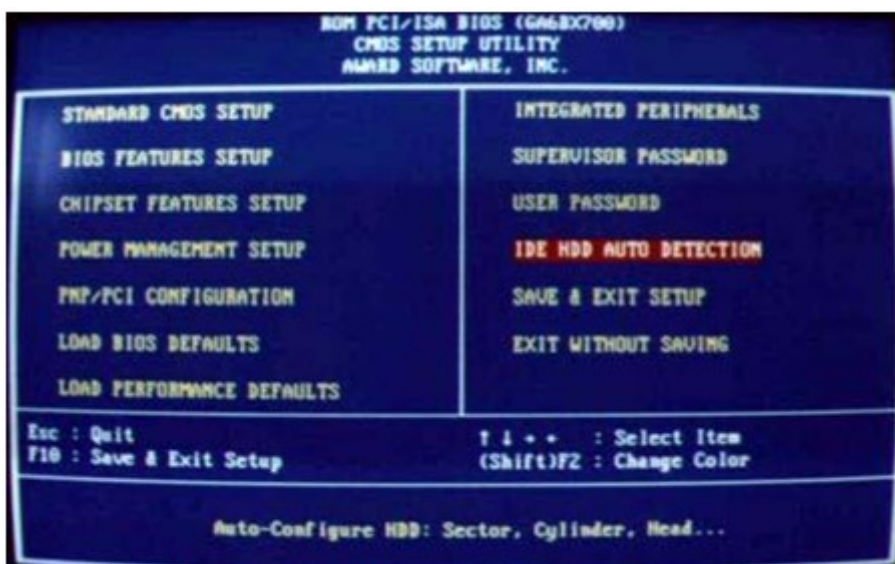 ROM PCI/ISA BIOS (GA6BX700)
CMOS SETUP UTILITY
AWARD SOFTWARE, INC.
STANDARD CMOS SETUP
BIOS FEATURES SETUP
CHIPSET FEATURES SETUP
POWER MANAGEMENT SETUP
PNP/PCI CONFIGURATION
LOAD BIOS DEFAULTS
LOAD PERFORMANCE DEFAULTS
INTEGRATED PERIPHERALS
SUPERVISOR PASSWORD
USER PASSWORD
IDE HDD AUTO DETECTION
SAVE & EXIT SETUP
EXIT WITHOUT SAVING
Esc : Quit
F10 : Save & Exit Setup
↑ ↓ → ← : Select Item
(Shift)F2 : Change Color
Auto-Configure HDD: Sector, Cylinder, Head...